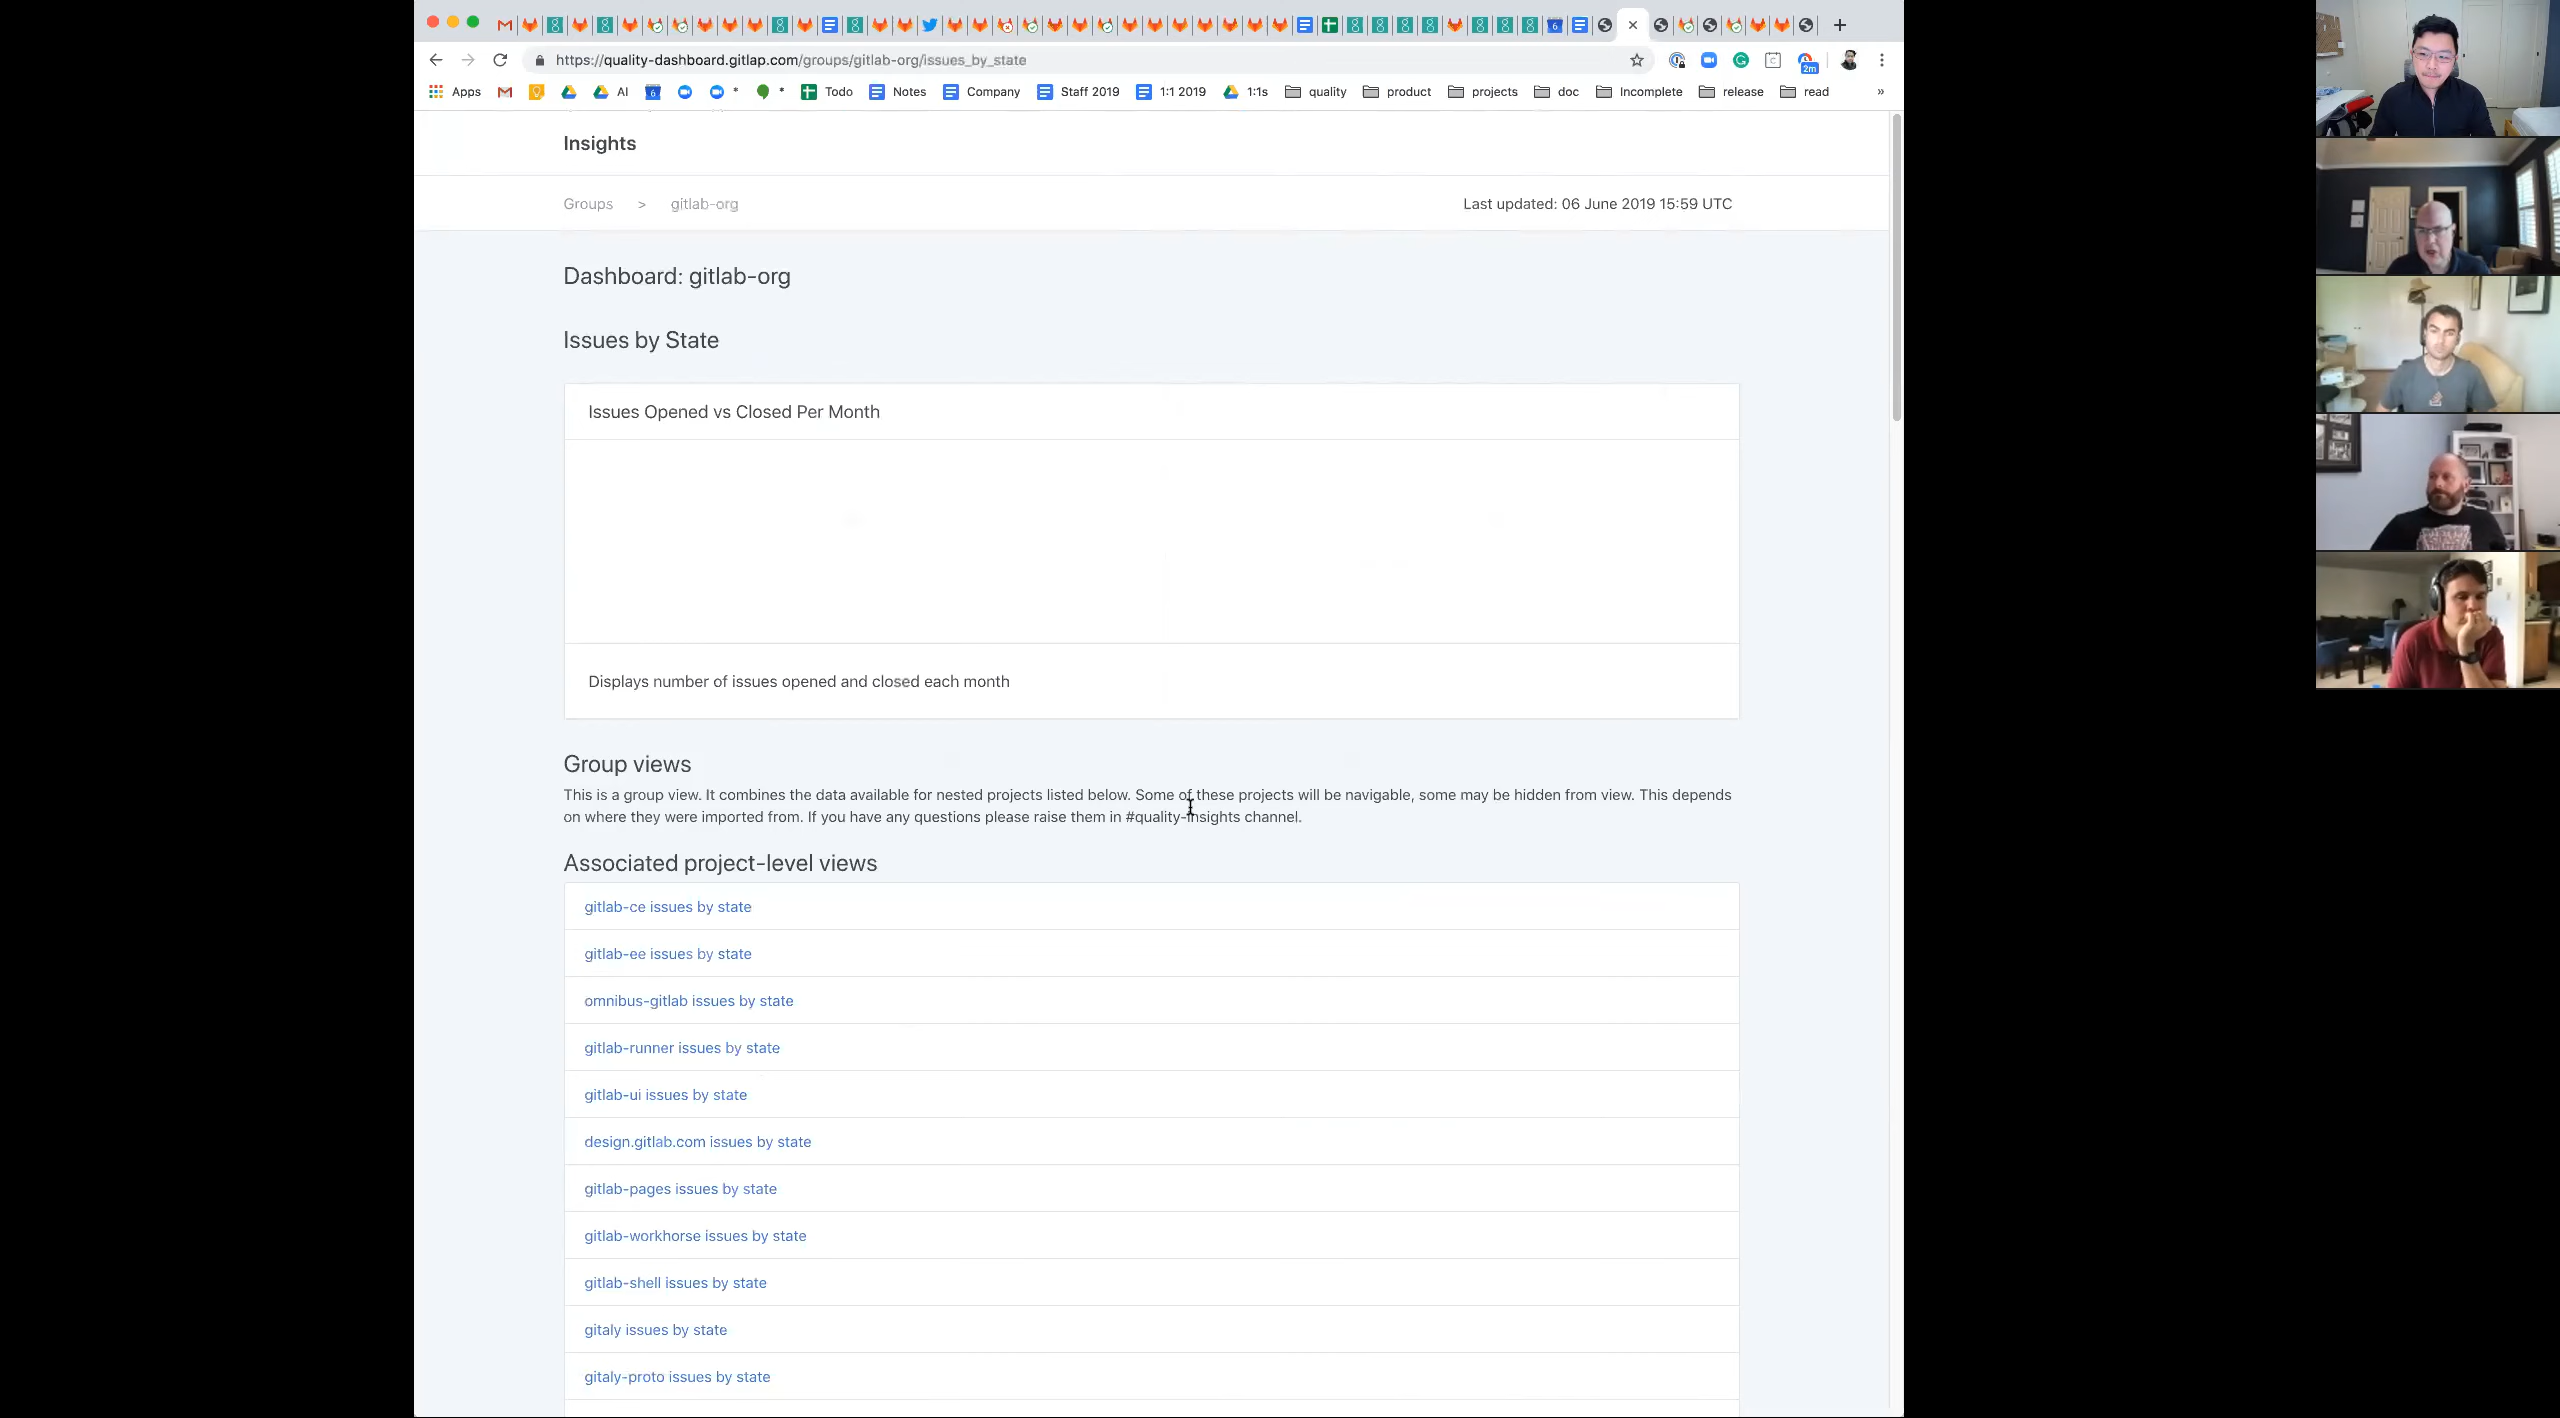 https://quality-dashboard.gitlap.com/groups/gitlab-org/issues_by_state
2m
Apps
AI
6
*
*
Todo
Notes
Company
Staff 2019
1:1 2019
1:1s
quality
product
projects
doc
Incomplete
release
read
»
Insights
Groups > gitlab-org
Last updated: 06 June 2019 15:59 UTC
Dashboard: gitlab-org
Issues by State
Issues Opened vs Closed Per Month
Displays number of issues opened and closed each month
Group views
This is a group view. It combines the data available for nested projects listed below. Some of these projects will be navigable, some may be hidden from view. This depends
on where they were imported from. If you have any questions please raise them in #quality-insights channel.
Associated project-level views
gitlab-ce issues by state
gitlab-ee issues by state
omnibus-gitlab issues by state
gitlab-runner issues by state
gitlab-ui issues by state
design.gitlab.com issues by state
gitlab-pages issues by state
gitlab-workhorse issues by state
gitlab-shell issues by state
gitaly issues by state
gitaly-proto issues by state